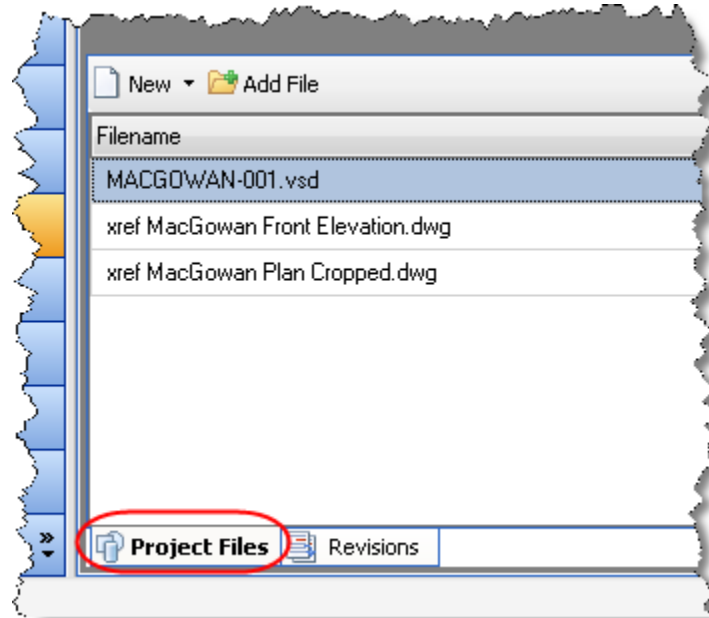 New Add File
Filename
MACGOWAN-001.vsd
xref MacGowan Front Elevation.dwg
xref MacGowan Plan Cropped.dwg
Project Files Revisions